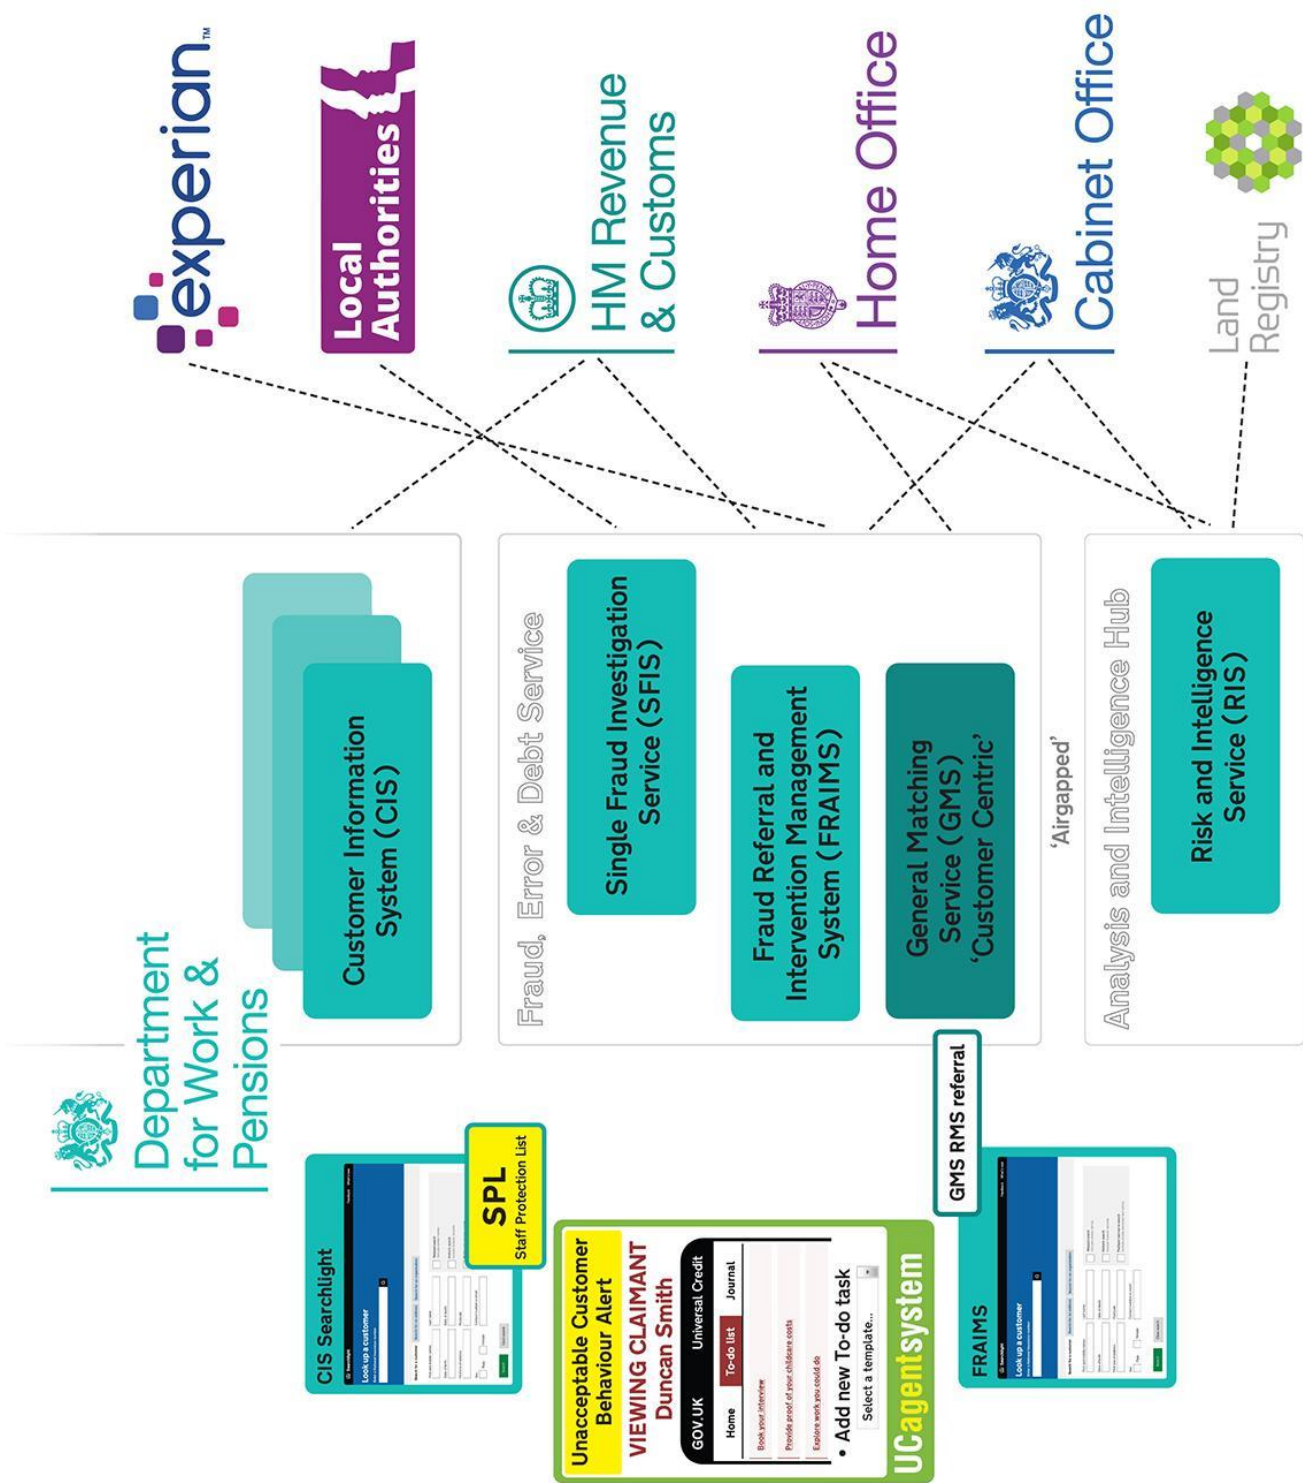 Department
for Work &
Pensions
CIS Searchlight
Searchlight
Look up a customer
SPL
Staff Protection List
Unacceptable Customer
Behaviour Alert
VIEWING CLAIMANT
Duncan Smith
GOV.UK Universal Credit
Home To-do list Journal
Book your interview
Provide proof of your childcare costs
Explore work you could do
• Add new To-do task
Select a template...
UCagentsystem
GMS RMS referral
FRAIMS
Searchlight
Look up a customer
Customer Information
System (CIS)
Fraud, Error & Debt Service
Single Fraud Investigation
Service (SFIS)
Fraud Referral and
Intervention Management
System (FRAIMS)
General Matching
Service (GMS)
‘Customer Centric’
‘Airgapped’
Analysis and Intelligence Hub
Risk and Intelligence
Service (RIS)
experian™
Local
Authorities
HM Revenue
& Customs
Home Office
Cabinet Office
Land
Registry